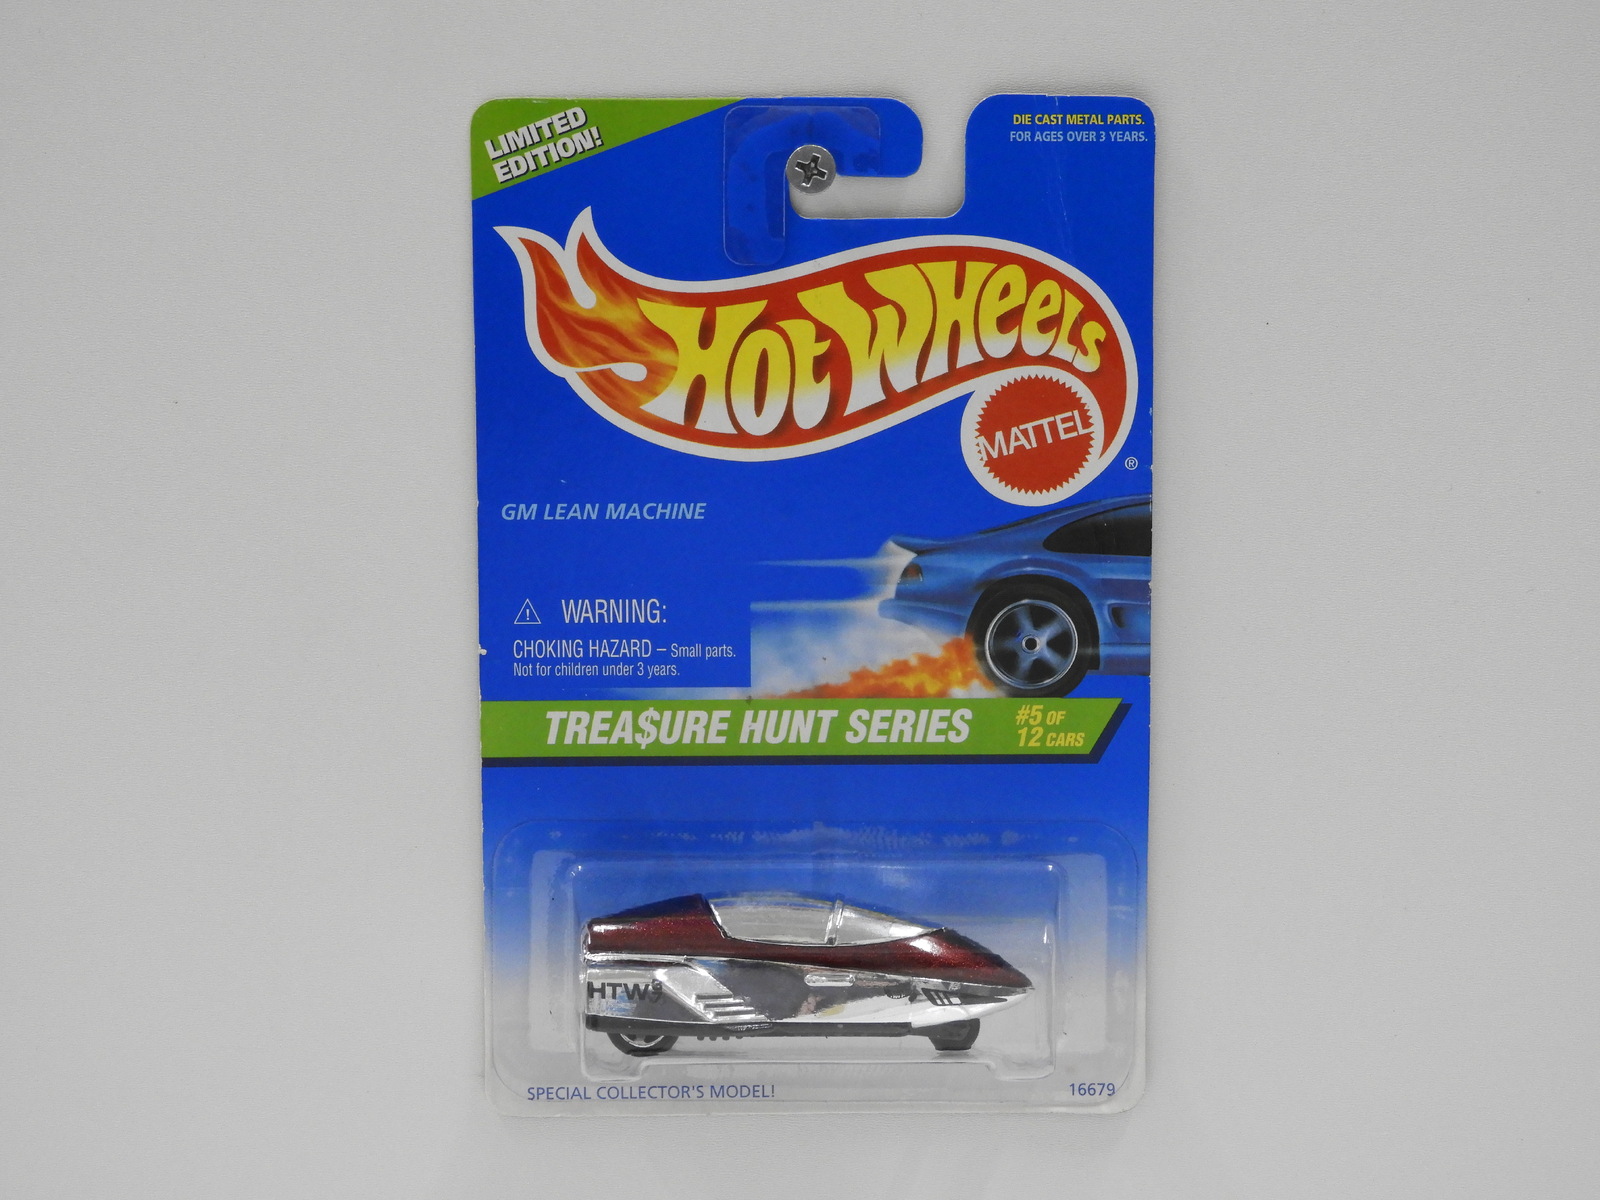 LIMITED
EDITION!
DIE CAST METAL PARTS.
FOR AGES OVER 3 YEARS.
HOT WHEELS
MATTEL
®
GM LEAN MACHINE
WARNING:
CHOKING HAZARD – Small parts.
Not for children under 3 years.
TREA$URE HUNT SERIES
#5 OF
12 CARS
HTW
SPECIAL COLLECTOR'S MODEL!
16679